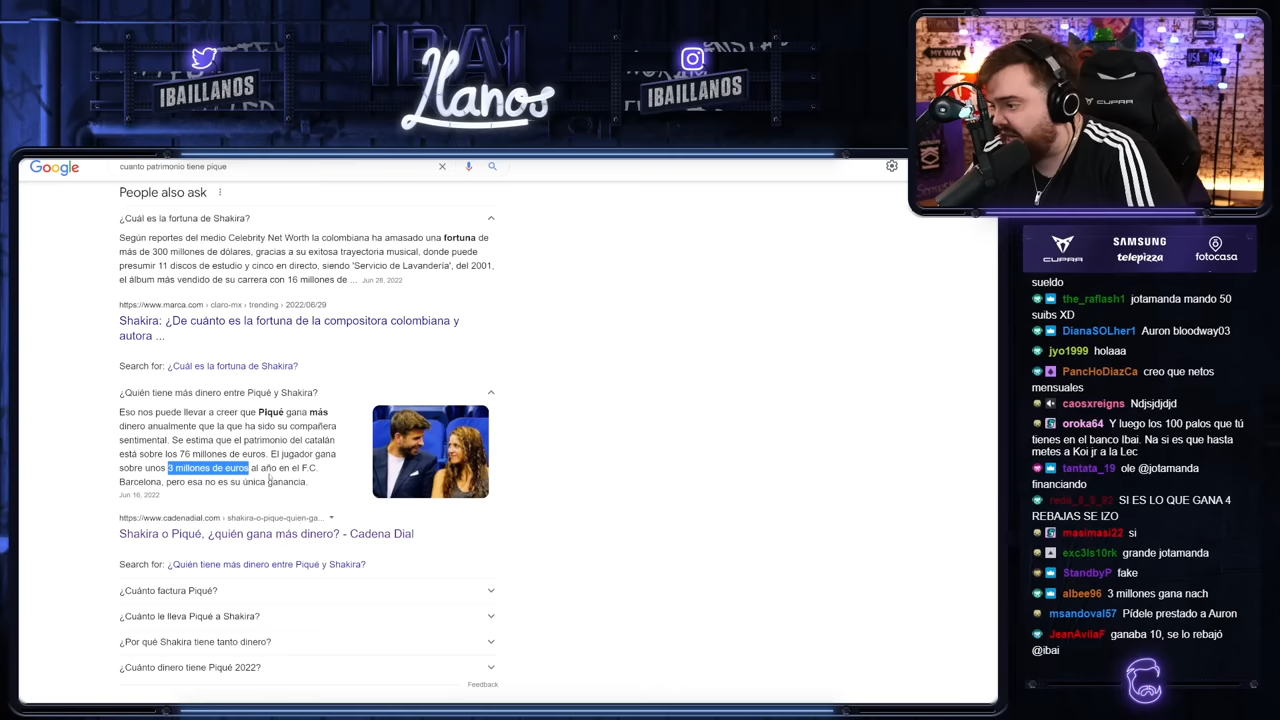 IBAI
Llanos
IBAILLANOS
IBAILLANOS
MY WAY
CUPRA
Google
cuanto patrimonio tiene pique
People also ask
¿Cuál es la fortuna de Shakira?
Según reportes del medio Celebrity Net Worth la colombiana ha amasado una fortuna de
más de 300 millones de dólares, gracias a su exitosa trayectoria musical, donde puede
presumir 11 discos de estudio y cinco en directo, siendo 'Servicio de Lavandería', del 2001,
el álbum más vendido de su carrera con 16 millones de ... Jun 28, 2022
https://www.marca.com › claro-mx › trending › 2022/06/29
Shakira: ¿De cuánto es la fortuna de la compositora colombiana y
autora ...
Search for: ¿Cuál es la fortuna de Shakira?
¿Quién tiene más dinero entre Piqué y Shakira?
Eso nos puede llevar a creer que Piqué gana más
dinero anualmente que la que ha sido su compañera
sentimental. Se estima que el patrimonio del catalán
está sobre los 76 millones de euros. El jugador gana
sobre unos 3 millones de euros al año en el F.C.
Barcelona, pero esa no es su única ganancia.
Jun 16, 2022
https://www.cadenadial.com › shakira-o-pique-quien-ga...
Shakira o Piqué, ¿quién gana más dinero? - Cadena Dial
Search for: ¿Quién tiene más dinero entre Piqué y Shakira?
¿Cuánto factura Piqué?
¿Cuánto le lleva Piqué a Shakira?
¿Por qué Shakira tiene tanto dinero?
¿Cuánto dinero tiene Piqué 2022?
Feedback
CUPRA
SAMSUNG
telepizza
fotocasa
sueldo
the_raflash1 jotamanda mando 50
suibs XD
DianaSOLher1 Auron bloodway03
jyo1999 holaaa
PancHoDiazCa creo que netos
mensuales
caosxreigns Ndjsjdjdjd
oroka64 Y luego los 100 palos que tú
tienes en el banco Ibai. Na si es que hasta
metes a Koi jr a la Lec
tantata_19 ole @jotamanda
financiando
SI ES LO QUE GANA 4
REBAJAS SE IZO
masimasi22 si
exc3ls10rk grande jotamanda
StandbyP fake
albee96 3 millones gana nach
msandoval57 Pídele prestado a Auron
JeanAvilaF ganaba 10, se lo rebajó
@ibai